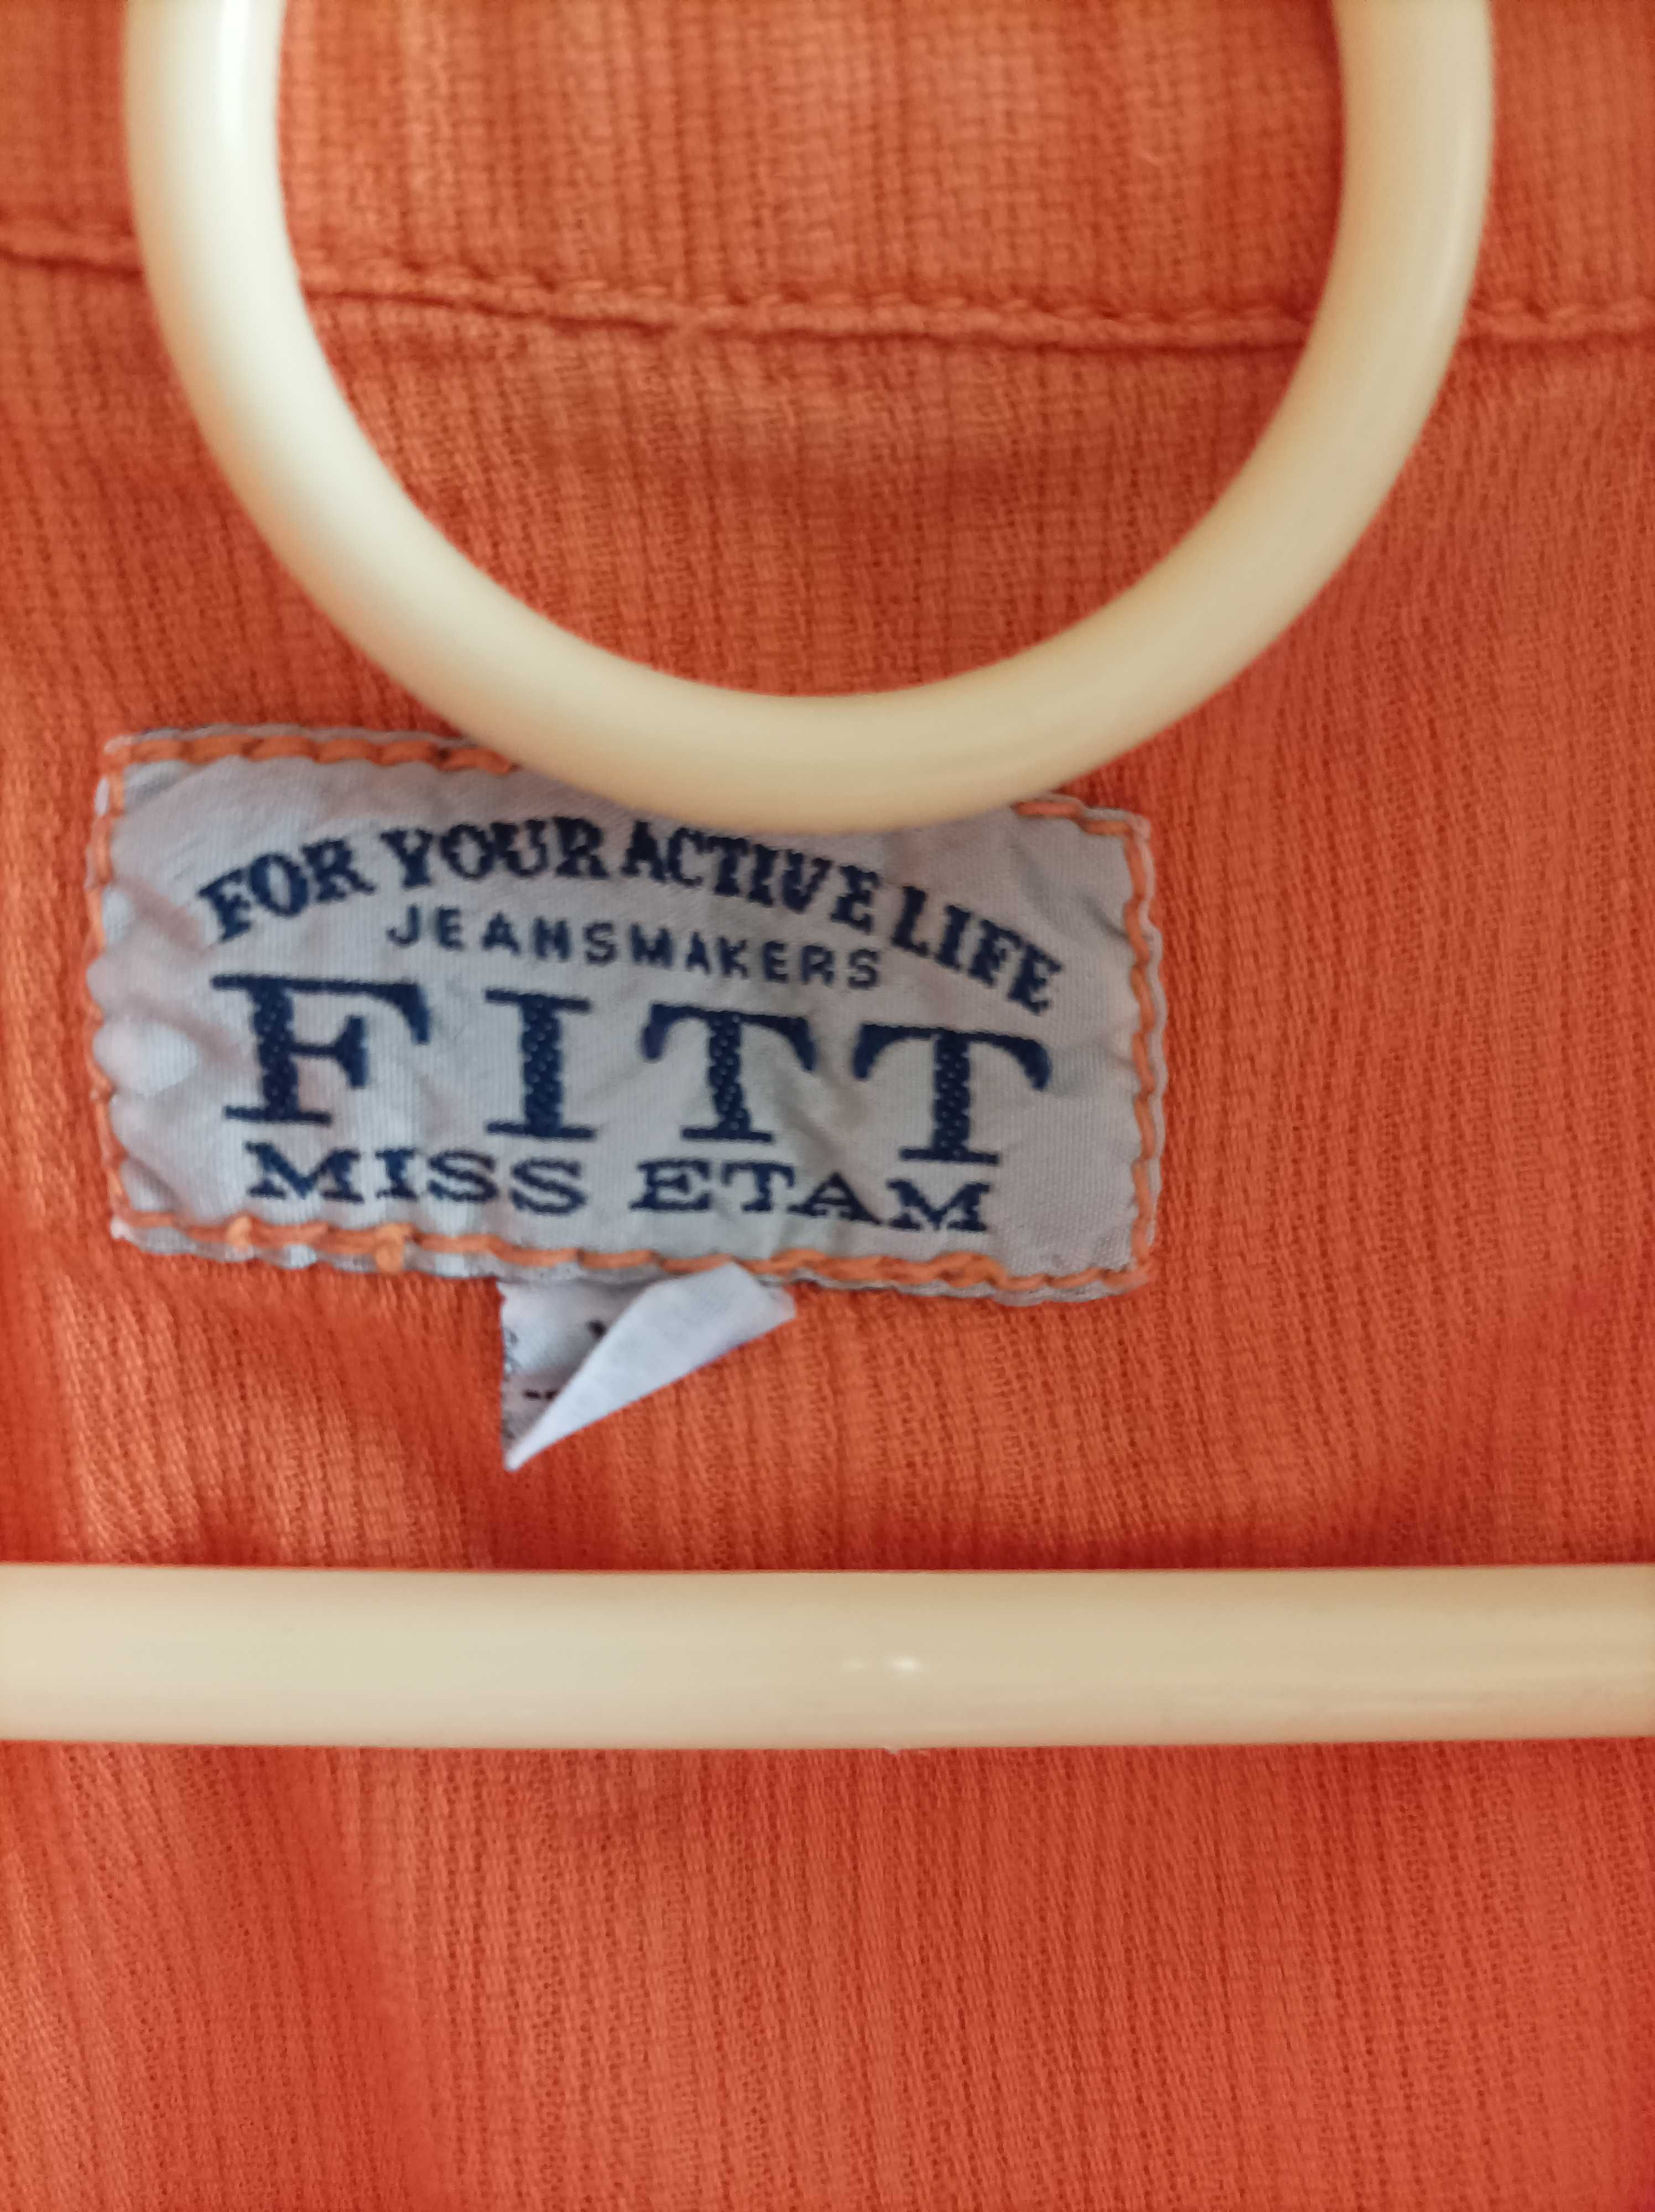 FOR YOUR ACTIVE LIFE
JEANSMAKERS
FITT
MISS ETAM